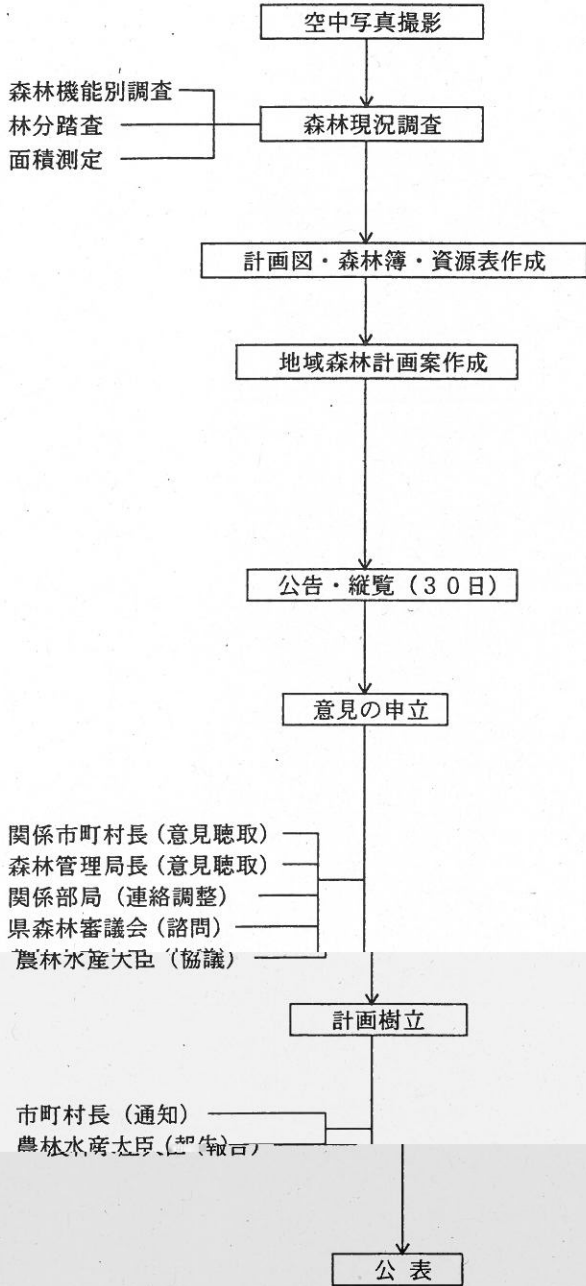 空中写真撮影
森林機能別調査
林分踏査
面積測定
森林現況調査
計画図・森林簿・資源表作成
地域森林計画案作成
公告・縦覧（３０日）
意見の申立
関係市町村長（意見聴取）
森林管理局長（意見聴取）
関係部局（連絡調整）
県森林審議会（諮問）
農林水産大臣（協議）
計画樹立
市町村長（通知）
農林水産大臣（報告）
公 表